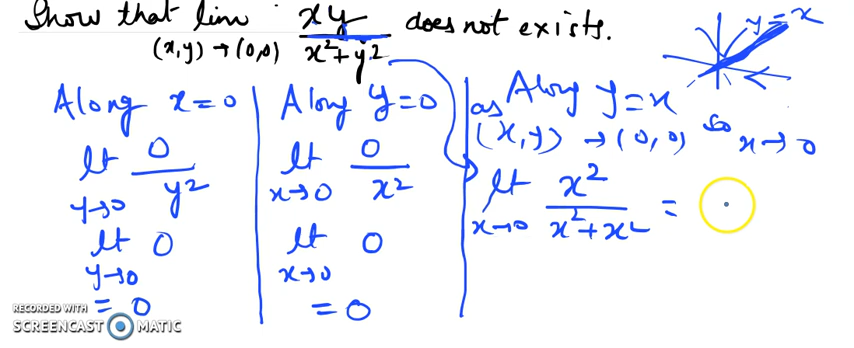 Show that lim xy / x²+y² does not exists.
(x,y) → (0,0)
y=x
Along x=0
lt 0 / y²
y→0
lt 0
y→0
= 0
Along y=0
lt 0 / x²
x→0
lt 0
x→0
= 0
Along y=x
as (x,y) → (0,0) so x→0
lt x² / x²+x² =
x→0
RECORDED WITH
SCREENCAST MATIC